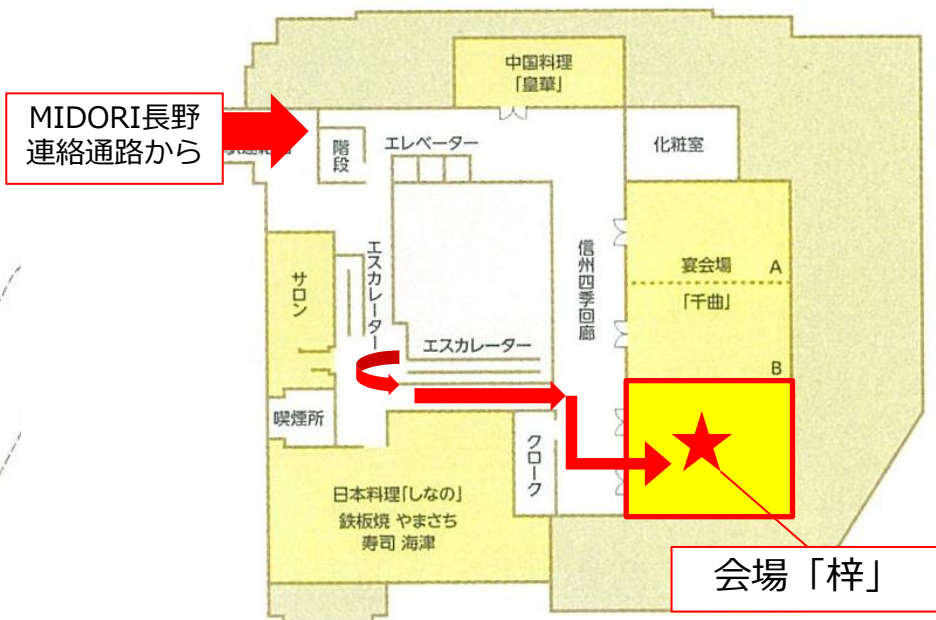 中国料理
「皇華」
MIDORI長野
連絡通路から
階段
エレベーター
化粧室
エスカレーター
サロン
信州四季回廊
宴会場 A
「千曲」
B
エスカレーター
喫煙所
クローク
日本料理「しなの」
鉄板焼 やまさち
寿司 海津
会場「梓」